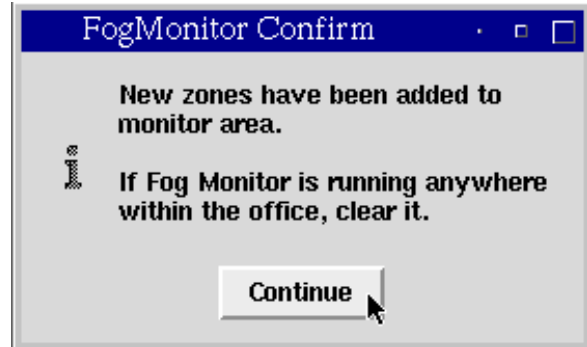 FogMonitor Confirm
New zones have been added to
monitor area.
If Fog Monitor is running anywhere
within the office, clear it.
Continue